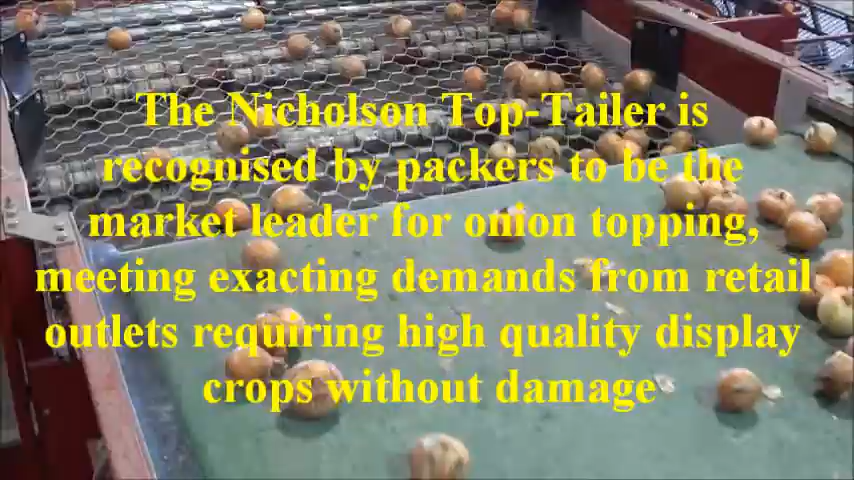 The Nicholson Top-Tailer is
recognised by packers to be the
market leader for onion topping,
meeting exacting demands from retail
outlets requiring high quality display
crops without damage